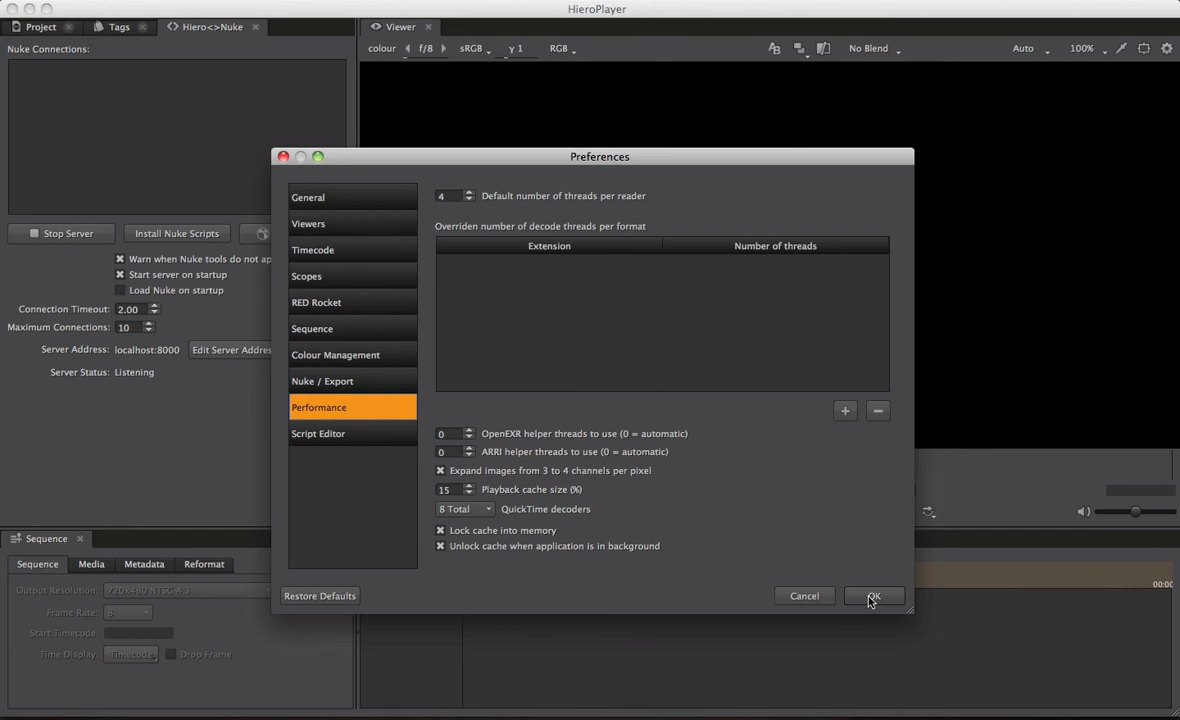 HieroPlayer
Project
Tags
Hiero<>Nuke
Viewer
Nuke Connections:
colour
f/8
sRGB
y 1
RGB
No Blend
Auto
100%
Preferences
General
Viewers
Timecode
Scopes
RED Rocket
Sequence
Colour Management
Nuke / Export
Performance
Script Editor
4 Default number of threads per reader
Overriden number of decode threads per format
Extension Number of threads
0 OpenEXR helper threads to use (0 = automatic)
0 ARRI helper threads to use (0 = automatic)
Expand images from 3 to 4 channels per pixel
15 Playback cache size (%)
8 Total QuickTime decoders
Lock cache into memory
Unlock cache when application is in background
Restore Defaults
Cancel
OK
Stop Server
Install Nuke Scripts
Warn when Nuke tools do not ap
Start server on startup
Load Nuke on startup
Connection Timeout: 2.00
Maximum Connections: 10
Server Address: localhost:8000 Edit Server Addres
Server Status: Listening
Sequence
Sequence
Media
Metadata
Reformat
Output Resolution: 720x480 NTSC 4:3
Frame Rate: 8
Start Timecode:
Time Display: Timecode
Drop Frame
00:00